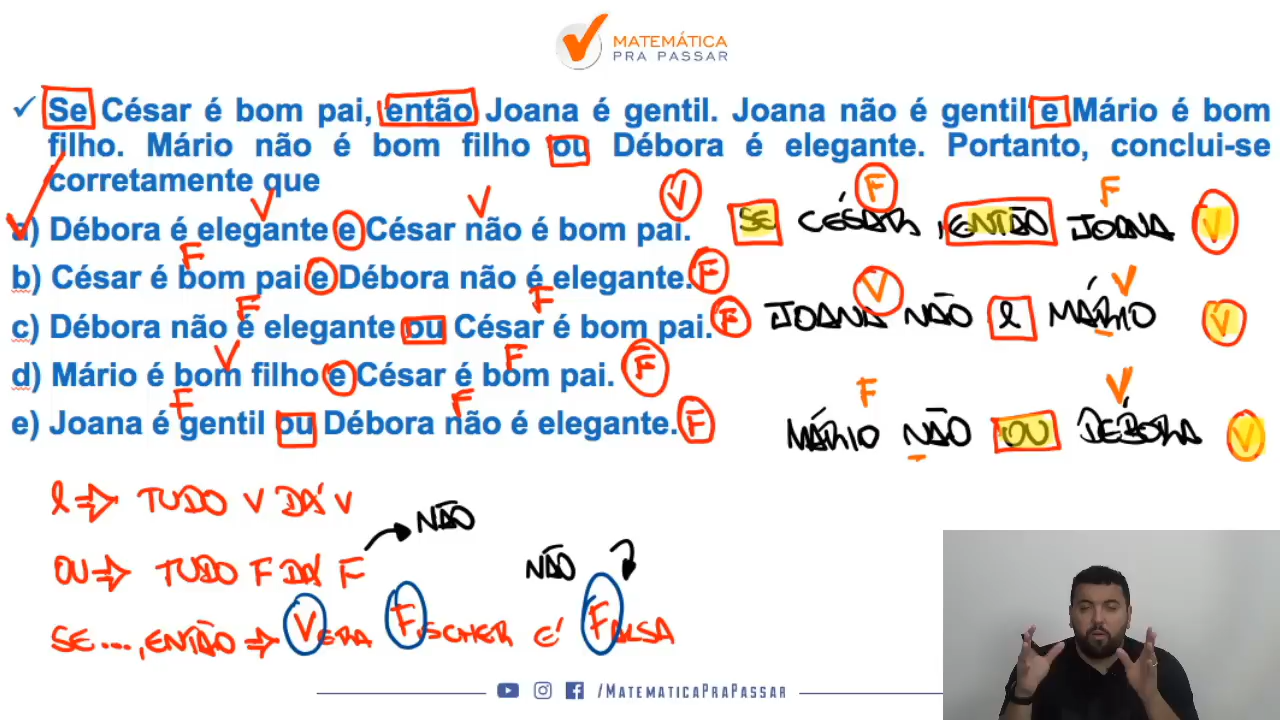 MATEMÁTICA
PRA PASSAR
✓ Se César é bom pai, então Joana é gentil. Joana não é gentil e Mário é bom
filho. Mário não é bom filho ou Débora é elegante. Portanto, conclui-se
corretamente que
V V V
a) Débora é elegante e César não é bom pai.
F
b) César é bom pai e Débora não é elegante. F
F F
c) Débora não é elegante ou César é bom pai. F
V F
d) Mário é bom filho e César é bom pai. F
F F
e) Joana é gentil ou Débora não é elegante. F
F F
SE CÉSAR, ENTÃO JOANA V
V V
JOANA NÃO e MÁRIO V
F V
MÁRIO NÃO OU DÉBORA V
e ⇒ TUDO V DÁ V
NÃO
OU ⇒ TUDO F DÁ F
NÃO
SE ..., ENTÃO ⇒ VERA FISCHER É FALSA
/MATEMATICAPRAPASSAR